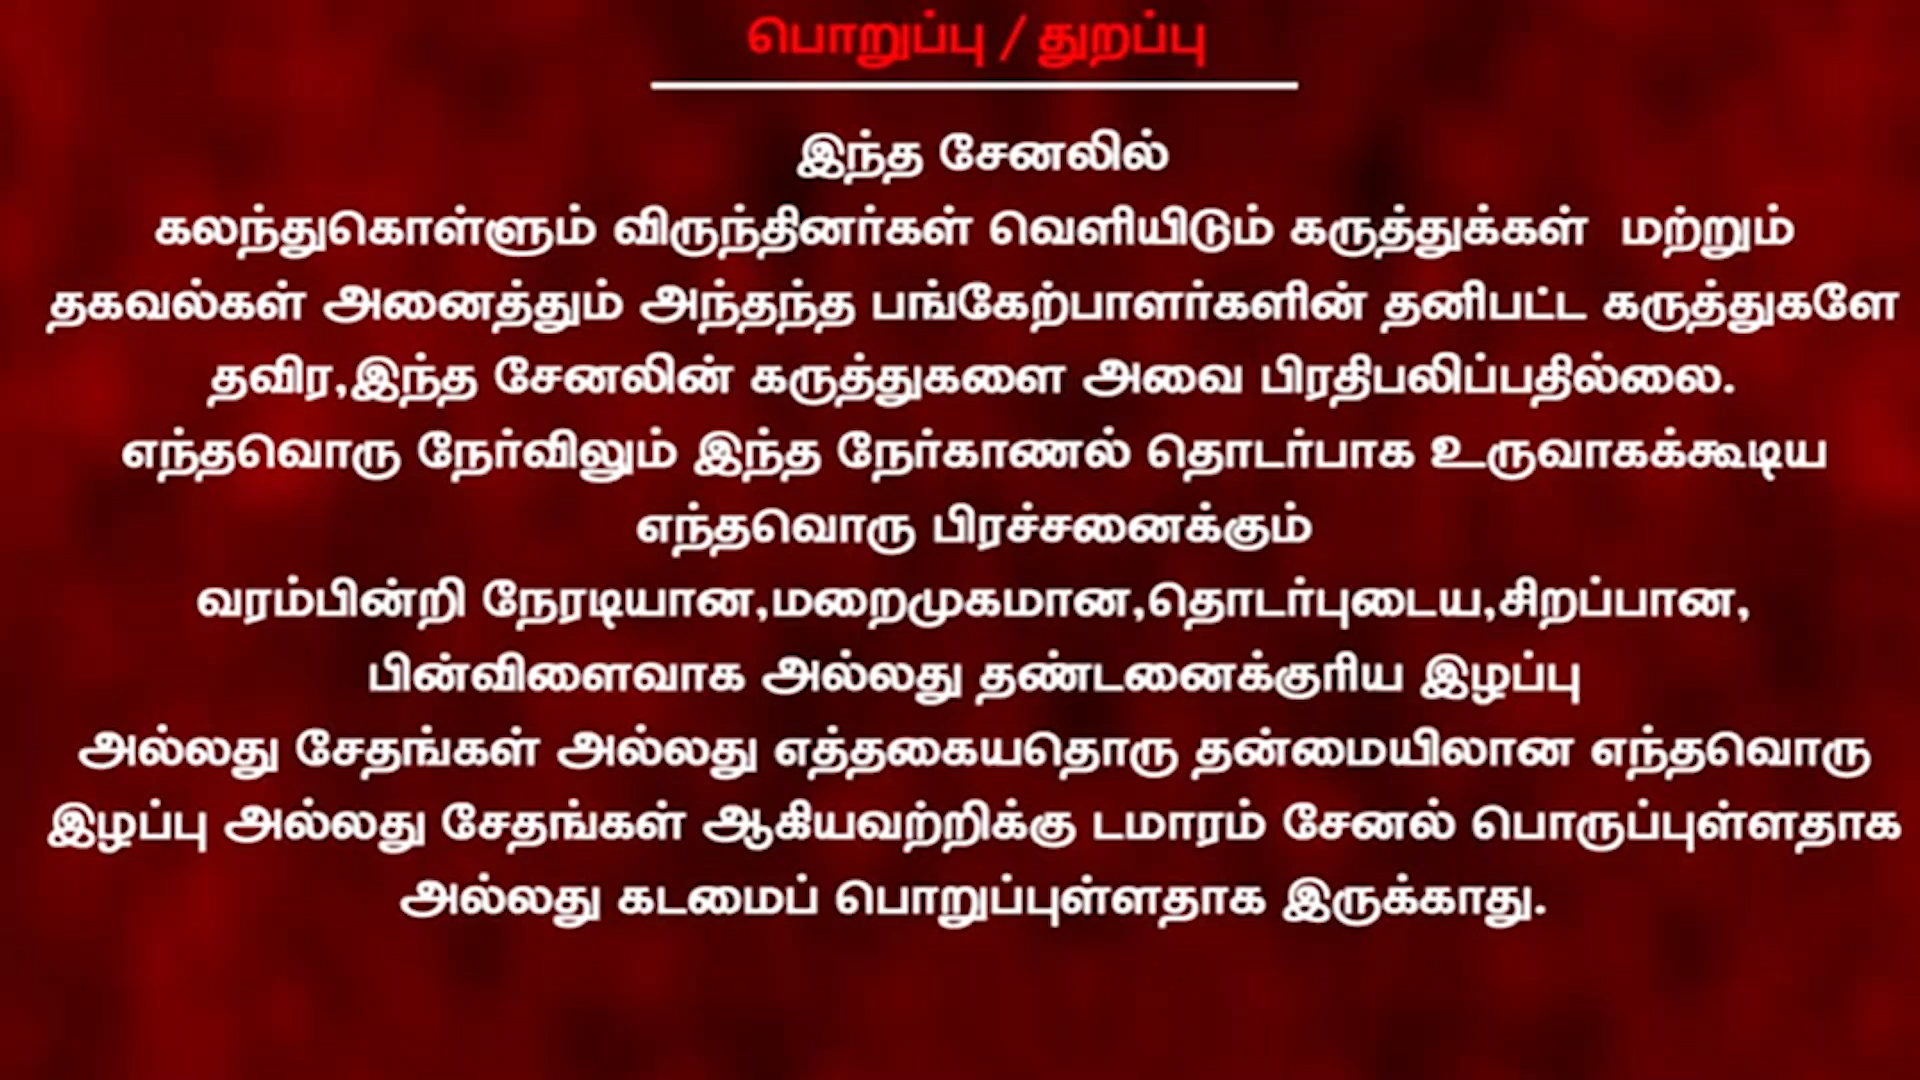 பொறுப்பு / துறப்பு
இந்த சேனலில்
கலந்துகொள்ளும் விருந்தினர்கள் வெளியிடும் கருத்துக்கள் மற்றும்
தகவல்கள் அனைத்தும் அந்தந்த பங்கேற்பாளர்களின் தனிபட்ட கருத்துகளே
தவிர,இந்த சேனலின் கருத்துகளை அவை பிரதிபலிப்பதில்லை.
எந்தவொரு நேர்விலும் இந்த நேர்காணல் தொடர்பாக உருவாகக்கூடிய
எந்தவொரு பிரச்சனைக்கும்
வரம்பின்றி நேரடியான,மறைமுகமான,தொடர்புடைய,சிறப்பான,
பின்விளைவாக அல்லது தண்டனைக்குரிய இழப்பு
அல்லது சேதங்கள் அல்லது எத்தகையதொரு தன்மையிலான எந்தவொரு
இழப்பு அல்லது சேதங்கள் ஆகியவற்றிக்கு டமாரம் சேனல் பொருப்புள்ளதாக
அல்லது கடமைப் பொறுப்புள்ளதாக இருக்காது.